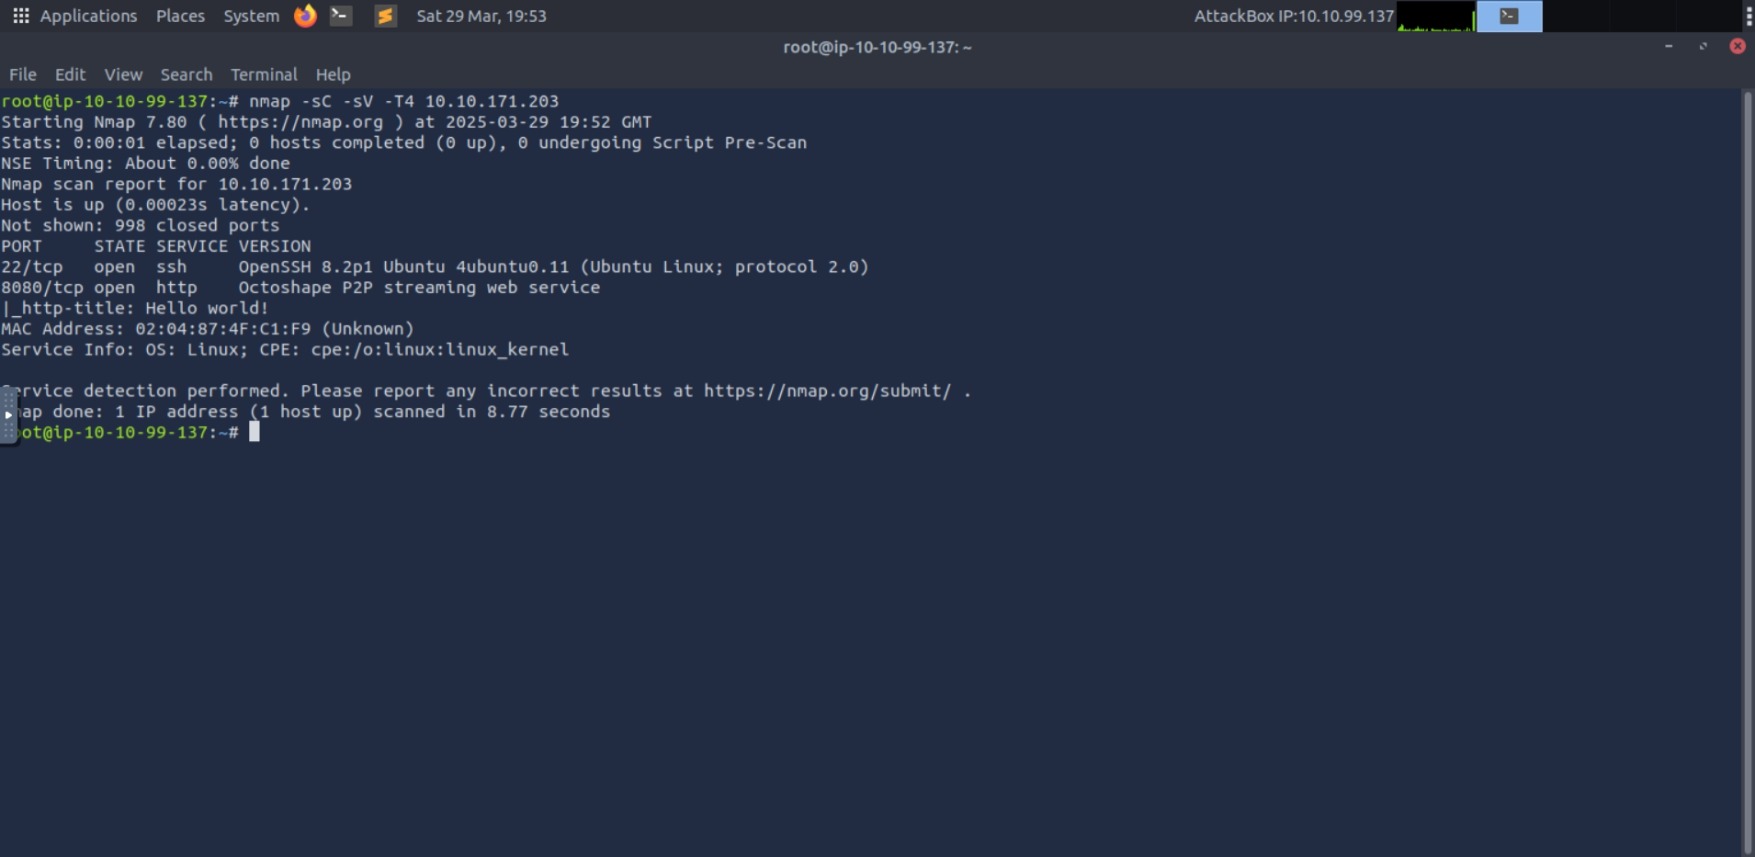 Applications Places System Sat 29 Mar, 19:53 AttackBox IP:10.10.99.137
root@ip-10-10-99-137: ~
File Edit View Search Terminal Help
root@ip-10-10-99-137:~# nmap -sC -sV -T4 10.10.171.203
Starting Nmap 7.80 ( https://nmap.org ) at 2025-03-29 19:52 GMT
Stats: 0:00:01 elapsed; 0 hosts completed (0 up), 0 undergoing Script Pre-Scan
NSE Timing: About 0.00% done
Nmap scan report for 10.10.171.203
Host is up (0.00023s latency).
Not shown: 998 closed ports
PORT     STATE SERVICE VERSION
22/tcp   open  ssh     OpenSSH 8.2p1 Ubuntu 4ubuntu0.11 (Ubuntu Linux; protocol 2.0)
8080/tcp open  http    Octoshape P2P streaming web service
|_http-title: Hello world!
MAC Address: 02:04:87:4F:C1:F9 (Unknown)
Service Info: OS: Linux; CPE: cpe:/o:linux:linux_kernel
Service detection performed. Please report any incorrect results at https://nmap.org/submit/ .
map done: 1 IP address (1 host up) scanned in 8.77 seconds
ot@ip-10-10-99-137:~#